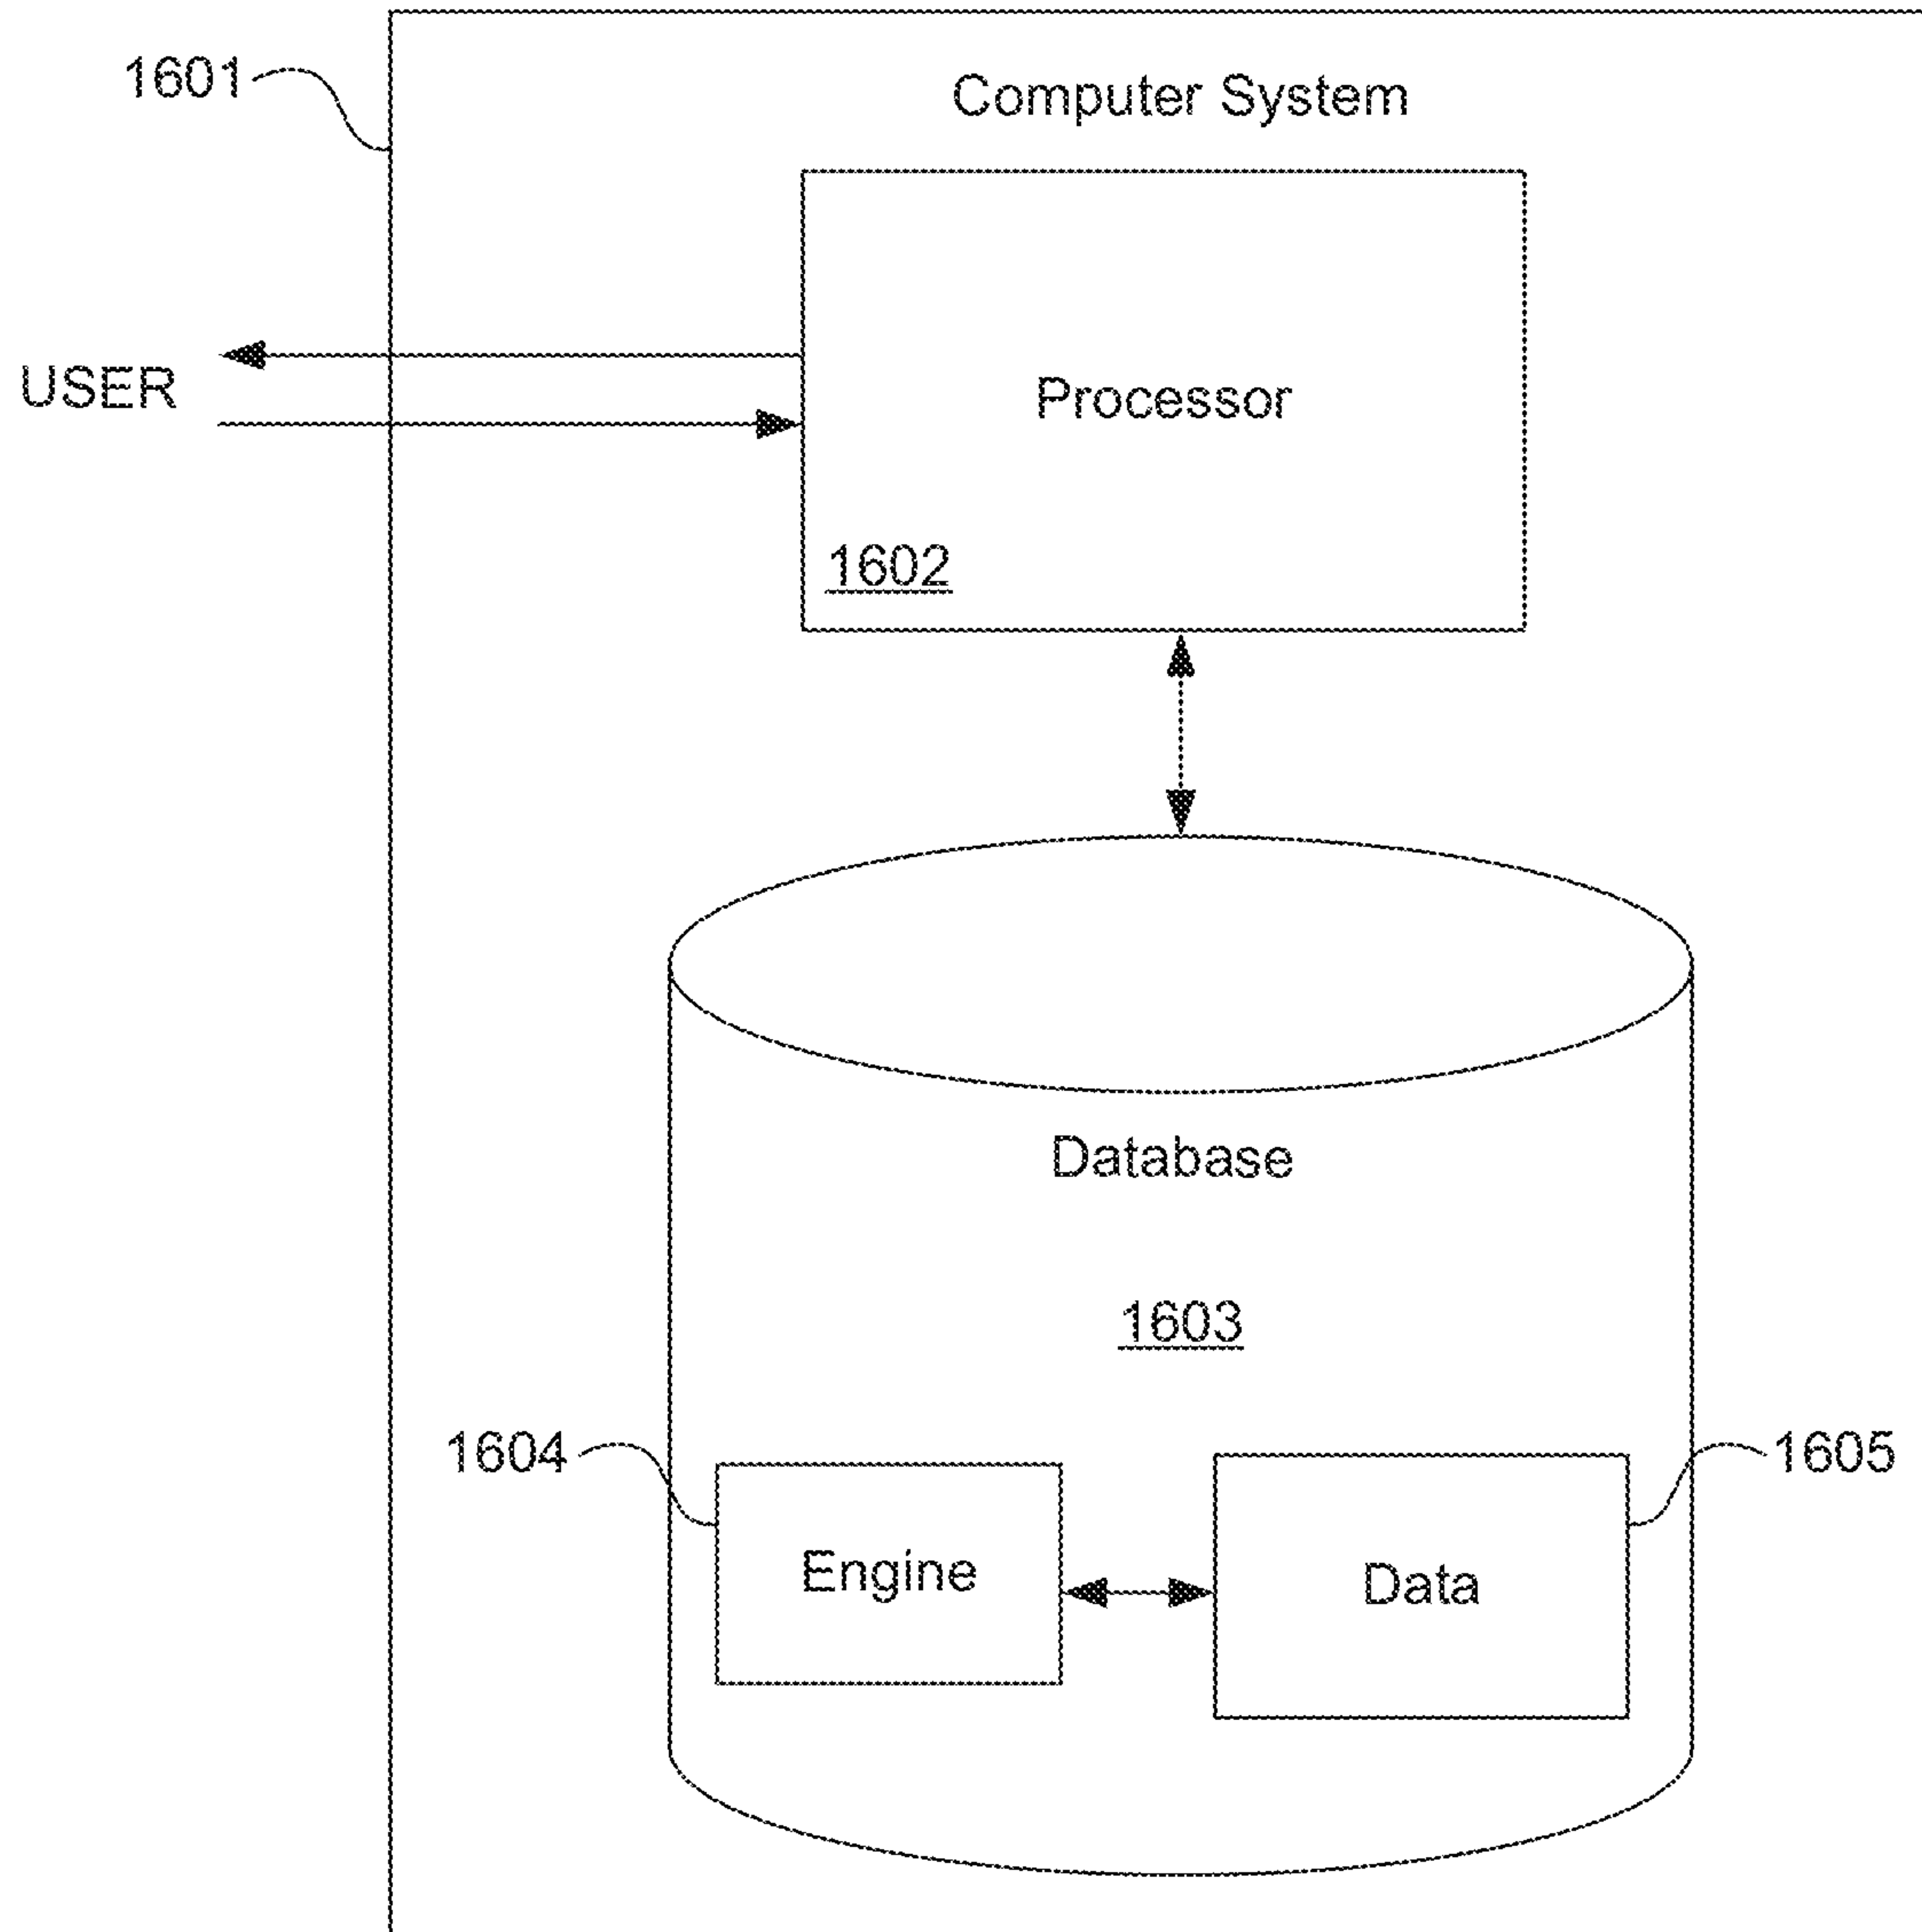 1601
Computer System
USER
Processor
1602
Database
1603
1604
1605
Engine
Data